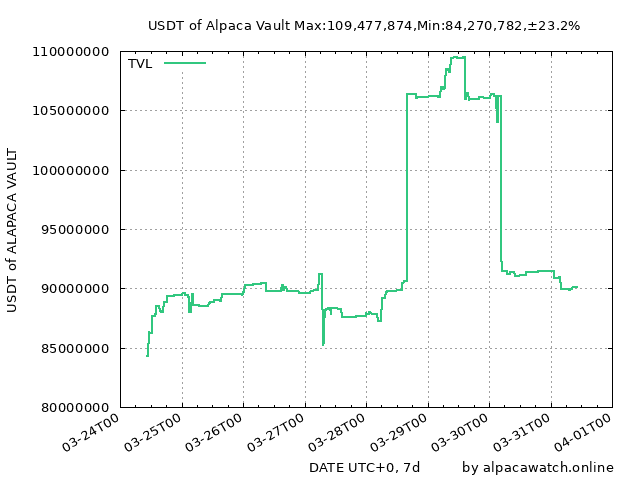 USDT of Alpaca Vault Max:109,477,874,Min:84,270,782,±23.2%
TVL
110000000
105000000
100000000
95000000
90000000
85000000
80000000
USDT of ALAPACA VAULT
03-24T00
03-25T00
03-26T00
03-27T00
03-28T00
03-29T00
03-30T00
03-31T00
04-01T00
DATE UTC+0, 7d
by alpacawatch.online